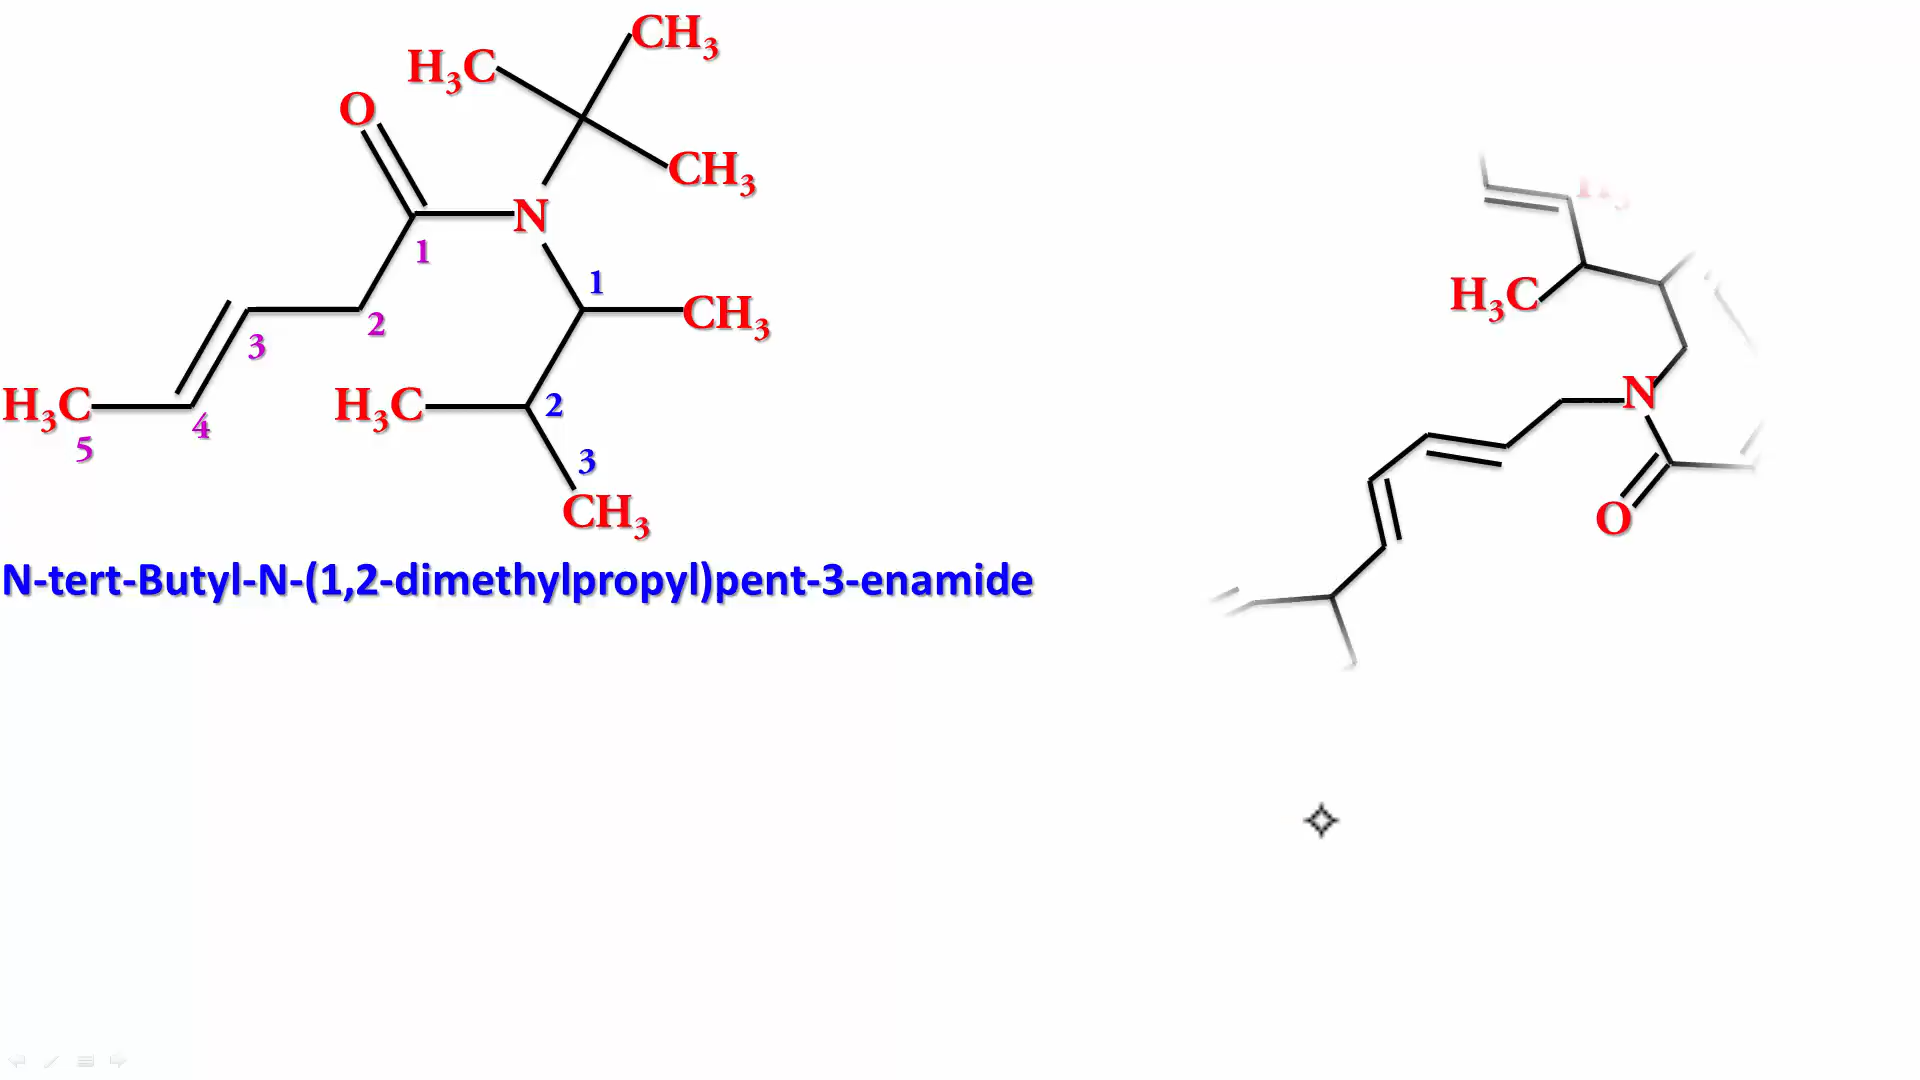 CH3
H3C
O
CH3
N
1
1
CH3
2
3
H3C
4
5
H3C
2
3
CH3
N-tert-Butyl-N-(1,2-dimethylpropyl)pent-3-enamide
H3C
N
O